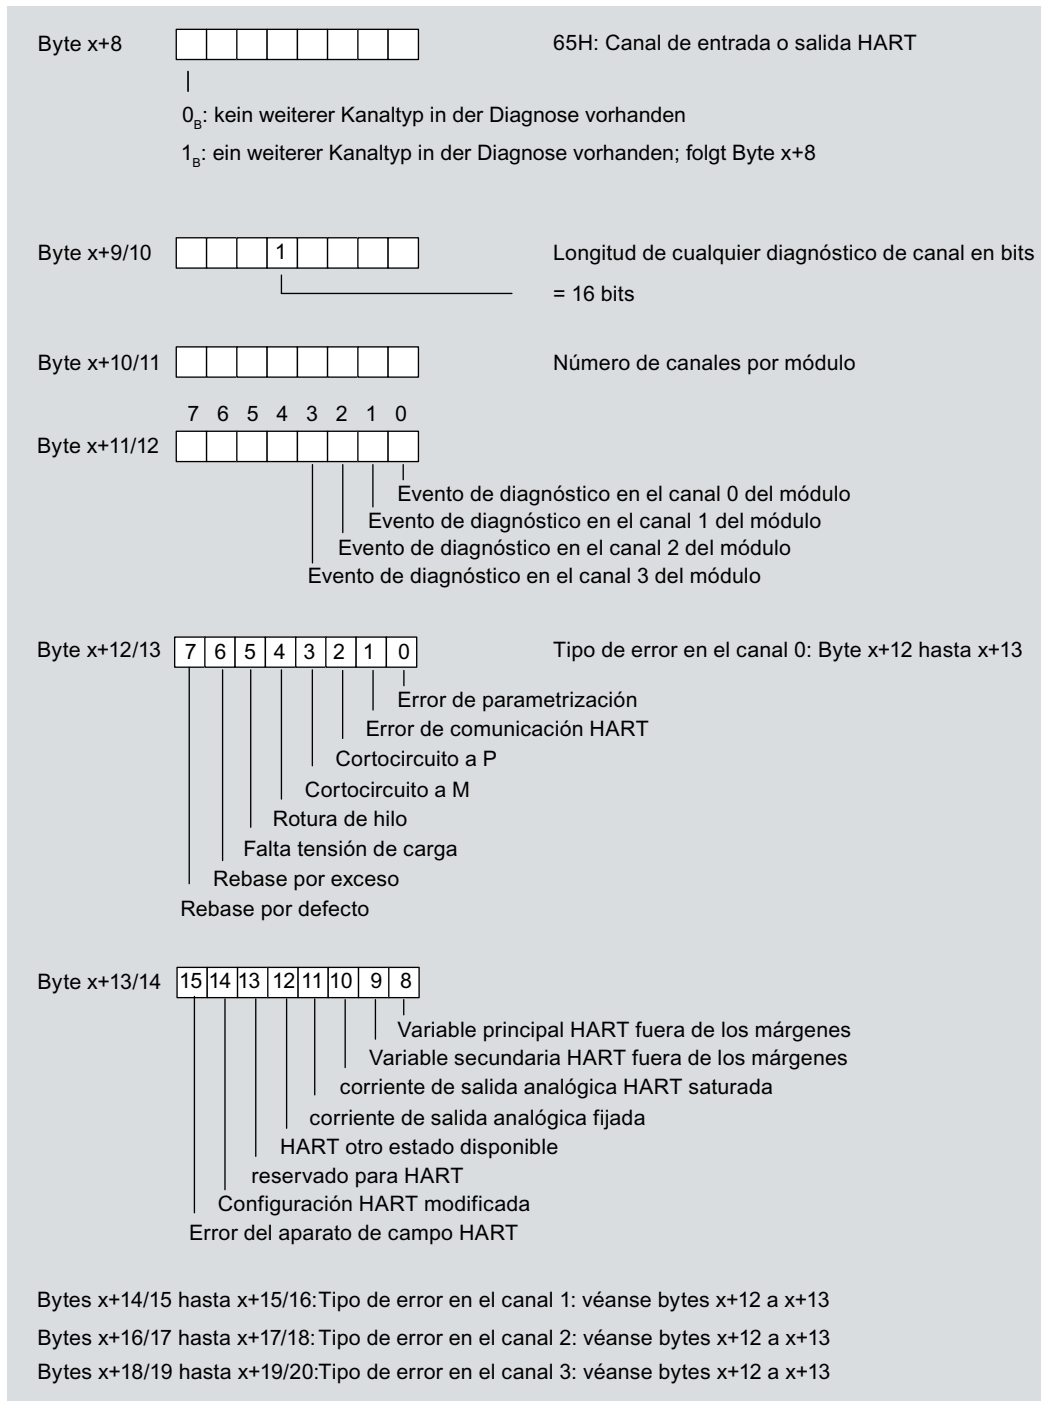 Byte x+8 65H: Canal de entrada o salida HART
0B: kein weiterer Kanaltyp in der Diagnose vorhanden
1B: ein weiterer Kanaltyp in der Diagnose vorhanden; folgt Byte x+8
Byte x+9/10 1 Longitud de cualquier diagnóstico de canal en bits
= 16 bits
Byte x+10/11 Número de canales por módulo
7 6 5 4 3 2 1 0
Byte x+11/12
Evento de diagnóstico en el canal 0 del módulo
Evento de diagnóstico en el canal 1 del módulo
Evento de diagnóstico en el canal 2 del módulo
Evento de diagnóstico en el canal 3 del módulo
Byte x+12/13 7 6 5 4 3 2 1 0 Tipo de error en el canal 0: Byte x+12 hasta x+13
Error de parametrización
Error de comunicación HART
Cortocircuito a P
Cortocircuito a M
Rotura de hilo
Falta tensión de carga
Rebase por exceso
Rebase por defecto
Byte x+13/14 15 14 13 12 11 10 9 8
Variable principal HART fuera de los márgenes
Variable secundaria HART fuera de los márgenes
corriente de salida analógica HART saturada
corriente de salida analógica fijada
HART otro estado disponible
reservado para HART
Configuración HART modificada
Error del aparato de campo HART
Bytes x+14/15 hasta x+15/16:Tipo de error en el canal 1: véanse bytes x+12 a x+13
Bytes x+16/17 hasta x+17/18:Tipo de error en el canal 2: véanse bytes x+12 a x+13
Bytes x+18/19 hasta x+19/20:Tipo de error en el canal 3: véanse bytes x+12 a x+13